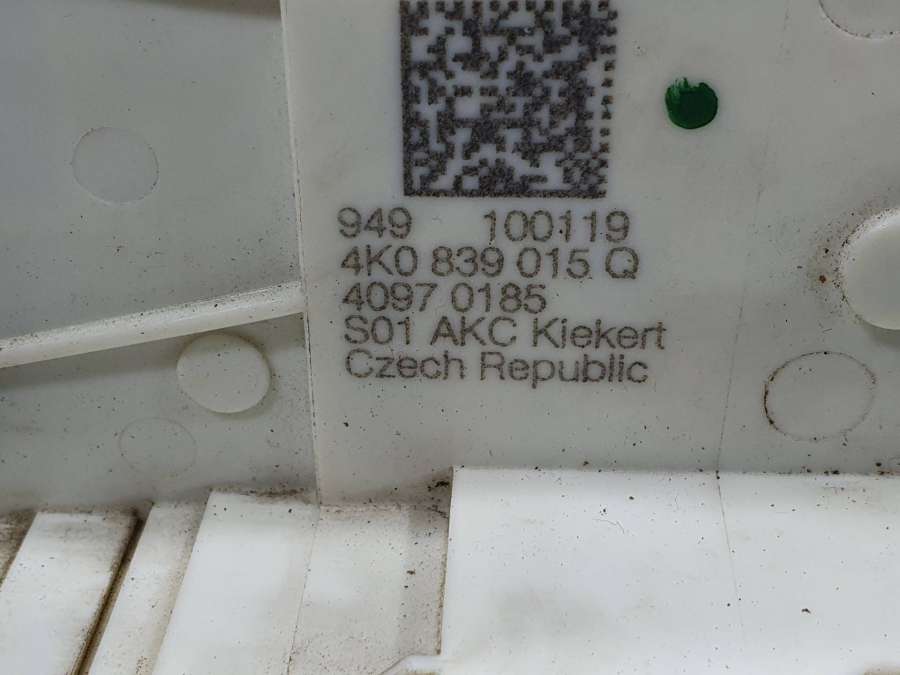 949 100119
4K0 839 015 Q
4097 0185
S01 AKC Kiekert
Czech Republic